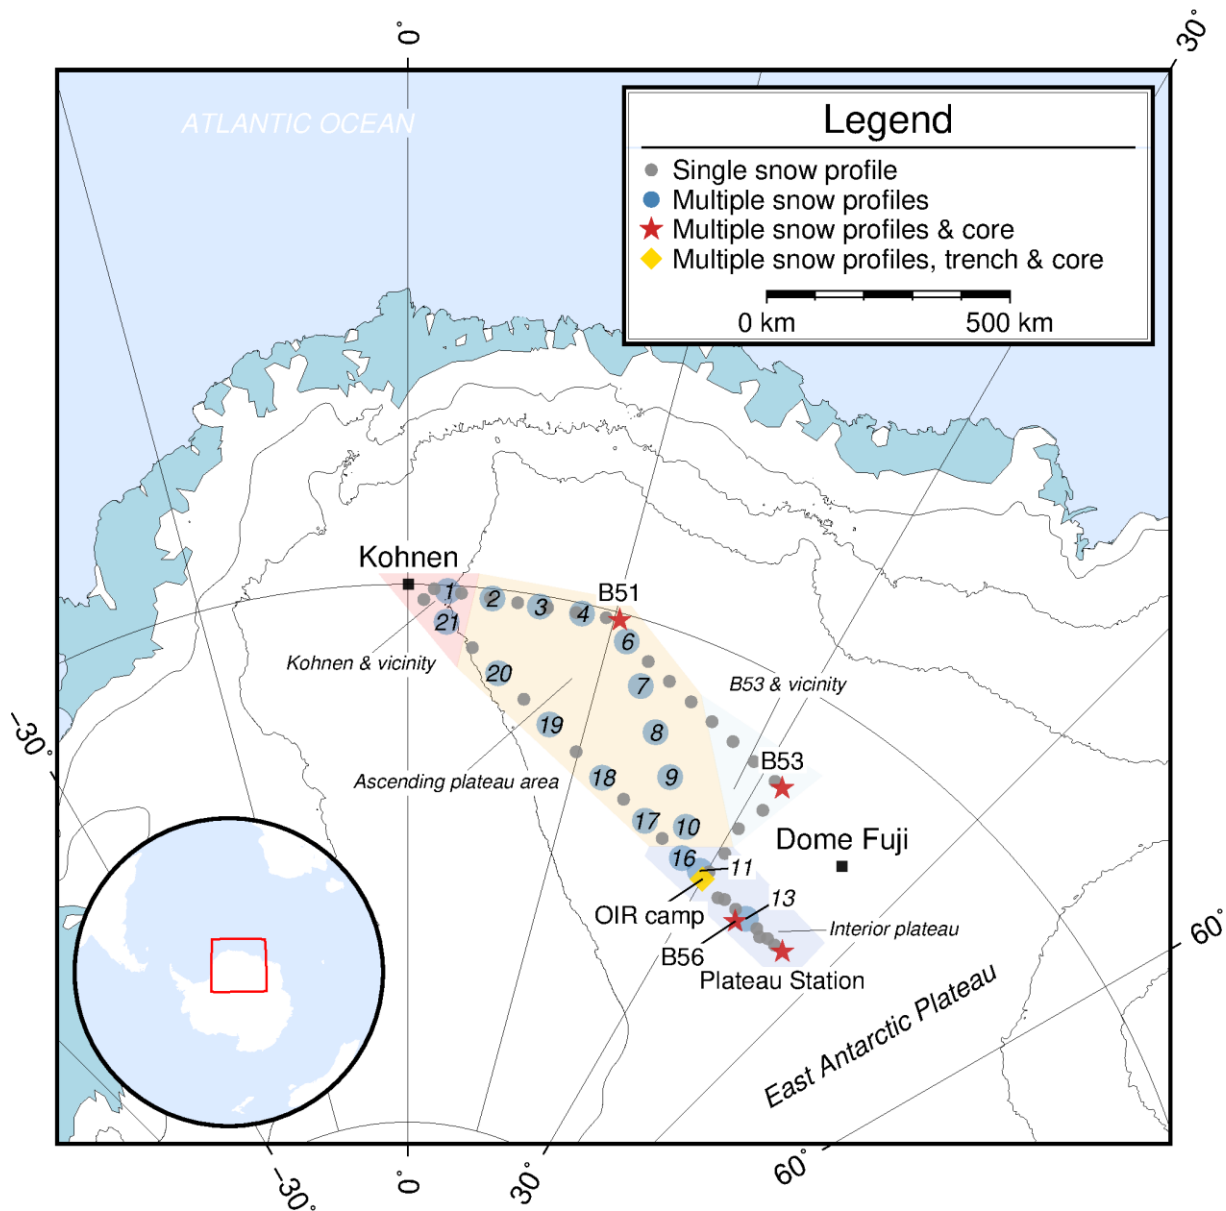 0°
30°
ATLANTIC OCEAN
Legend
Single snow profile
Multiple snow profiles
Multiple snow profiles & core
Multiple snow profiles, trench & core
0 km 500 km
Kohnen
1
2
3
4
B51
21
6
Kohnen & vicinity
20
7
B53 & vicinity
19
8
−30°
B53
Ascending plateau area
18
9
17
10
Dome Fuji
16
11
13
OIR camp
60°
Interior plateau
B56
Plateau Station
East Antarctic Plateau
−30°
0°
30°
60°